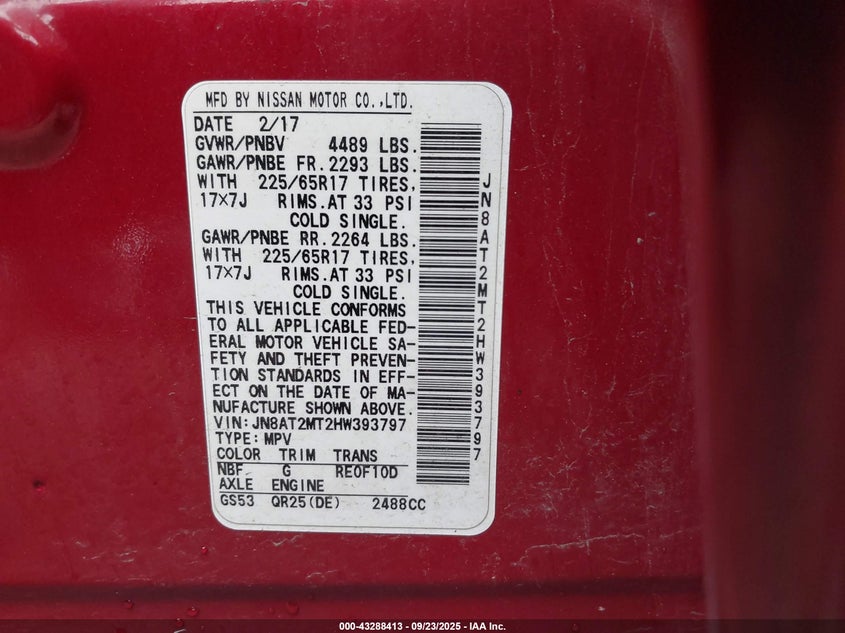 MFD BY NISSAN MOTOR CO.,LTD.
DATE 2/17
GVWR/PNBV 4489 LBS.
GAWR/PNBE FR.2293 LBS.
WITH 225/65R17 TIRES,
17×7J RIMS.AT 33 PSI
COLD SINGLE.
GAWR/PNBE RR.2264 LBS.
WITH 225/65R17 TIRES,
17×7J RIMS.AT 33 PSI
COLD SINGLE.
THIS VEHICLE CONFORMS
TO ALL APPLICABLE FED-
ERAL MOTOR VEHICLE SA-
FETY AND THEFT PREVEN-
TION STANDARDS IN EFF-
ECT ON THE DATE OF MA-
NUFACTURE SHOWN ABOVE.
VIN:JN8AT2MT2HW393797
TYPE:MPV
COLOR TRIM TRANS
NBF G RE0F10D
AXLE ENGINE
GS53 QR25(DE) 2488CC
JN8AT2MT2HW393797
000-43288413 - 09/23/2025 - IAA Inc.